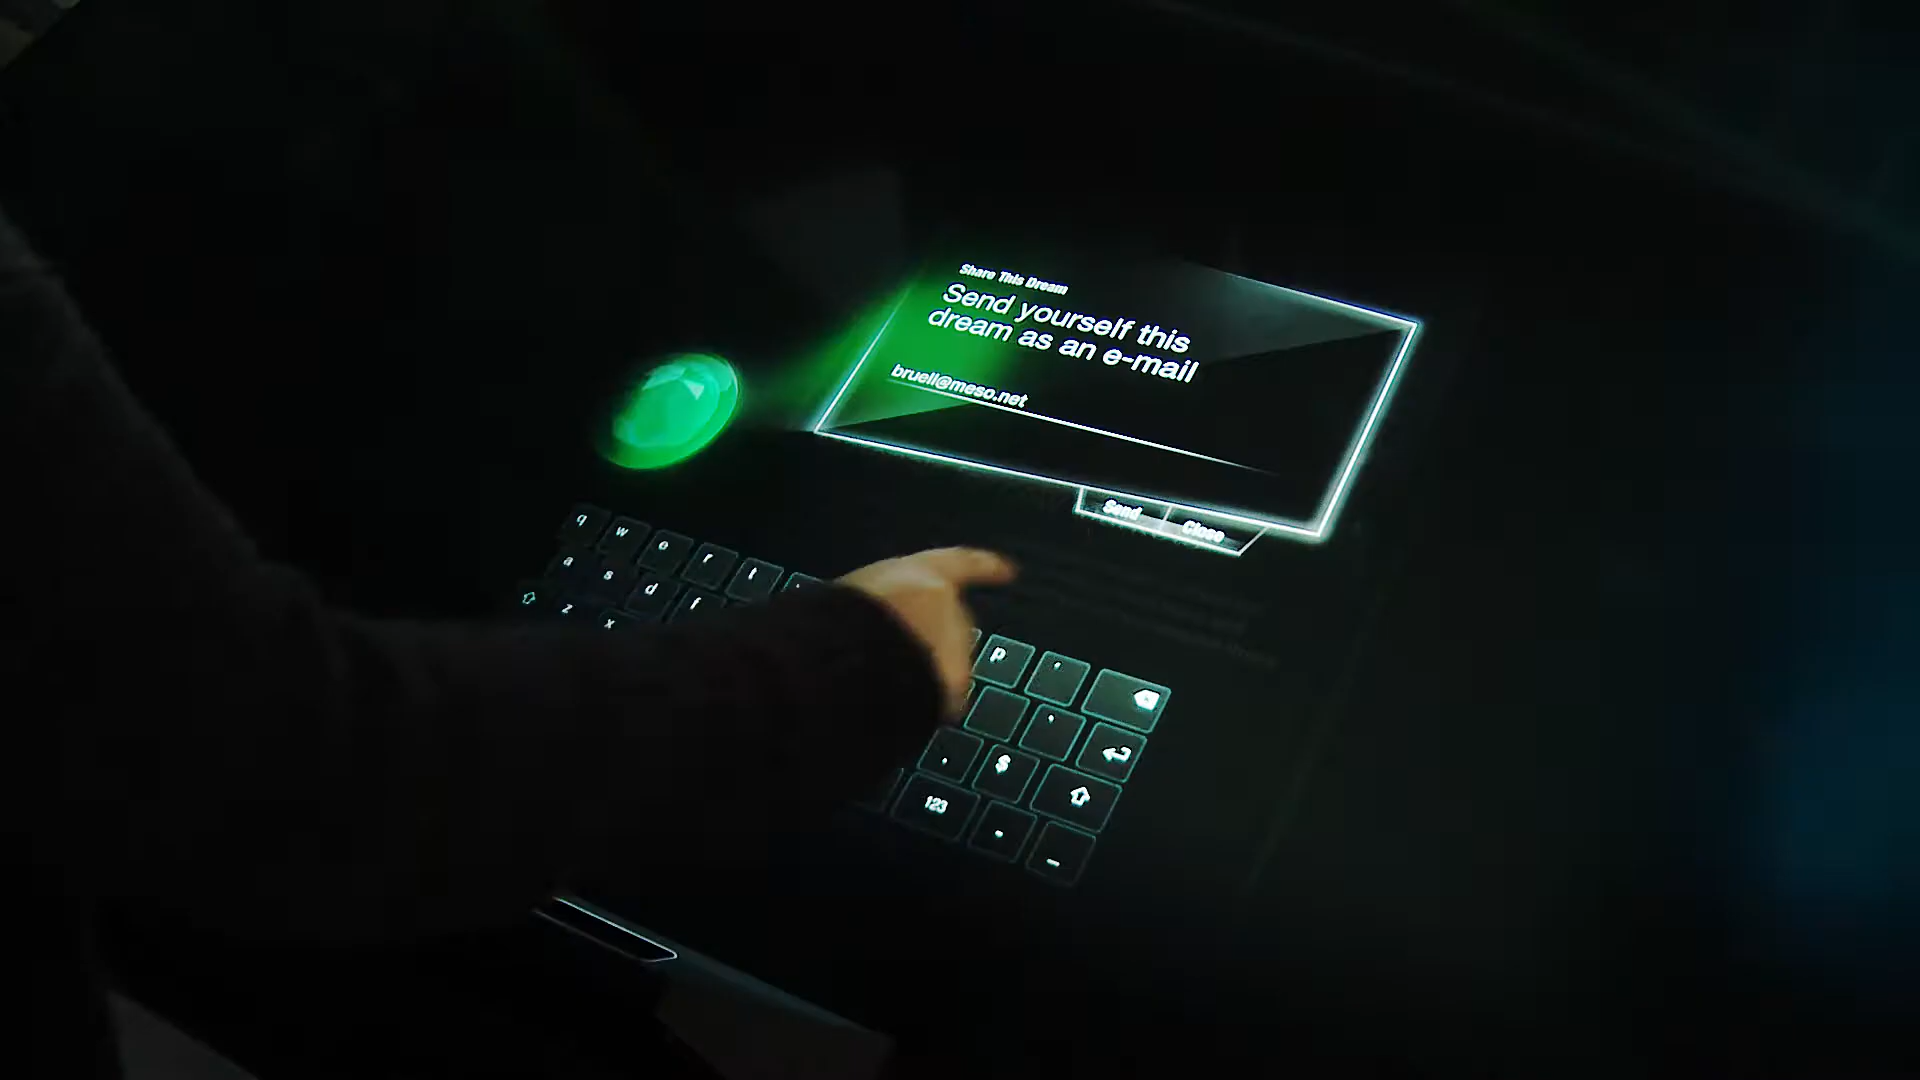 Share This Dream
Send yourself this
dream as an e-mail
bruell@meso.net
Send Close
q w e r t
a s d f
z x
p
$
123